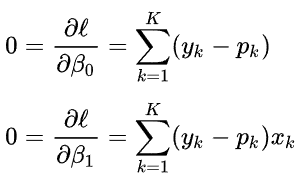 0 = ∂ℓ/∂β₀ = ∑_{k=1}^{K} (y_k − p_k)
0 = ∂ℓ/∂β₁ = ∑_{k=1}^{K} (y_k − p_k)x_k